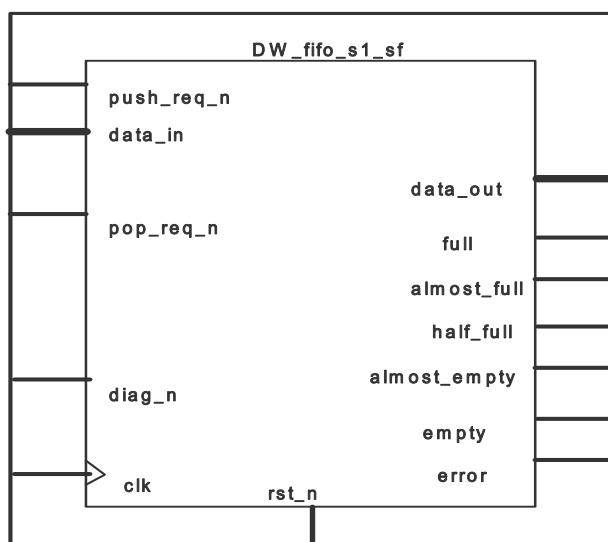 DW_fifo_s1_sf
push_req_n
data_in
data_out
pop_req_n
full
almost_full
half_full
almost_empty
diag_n
empty
error
clk
rst_n